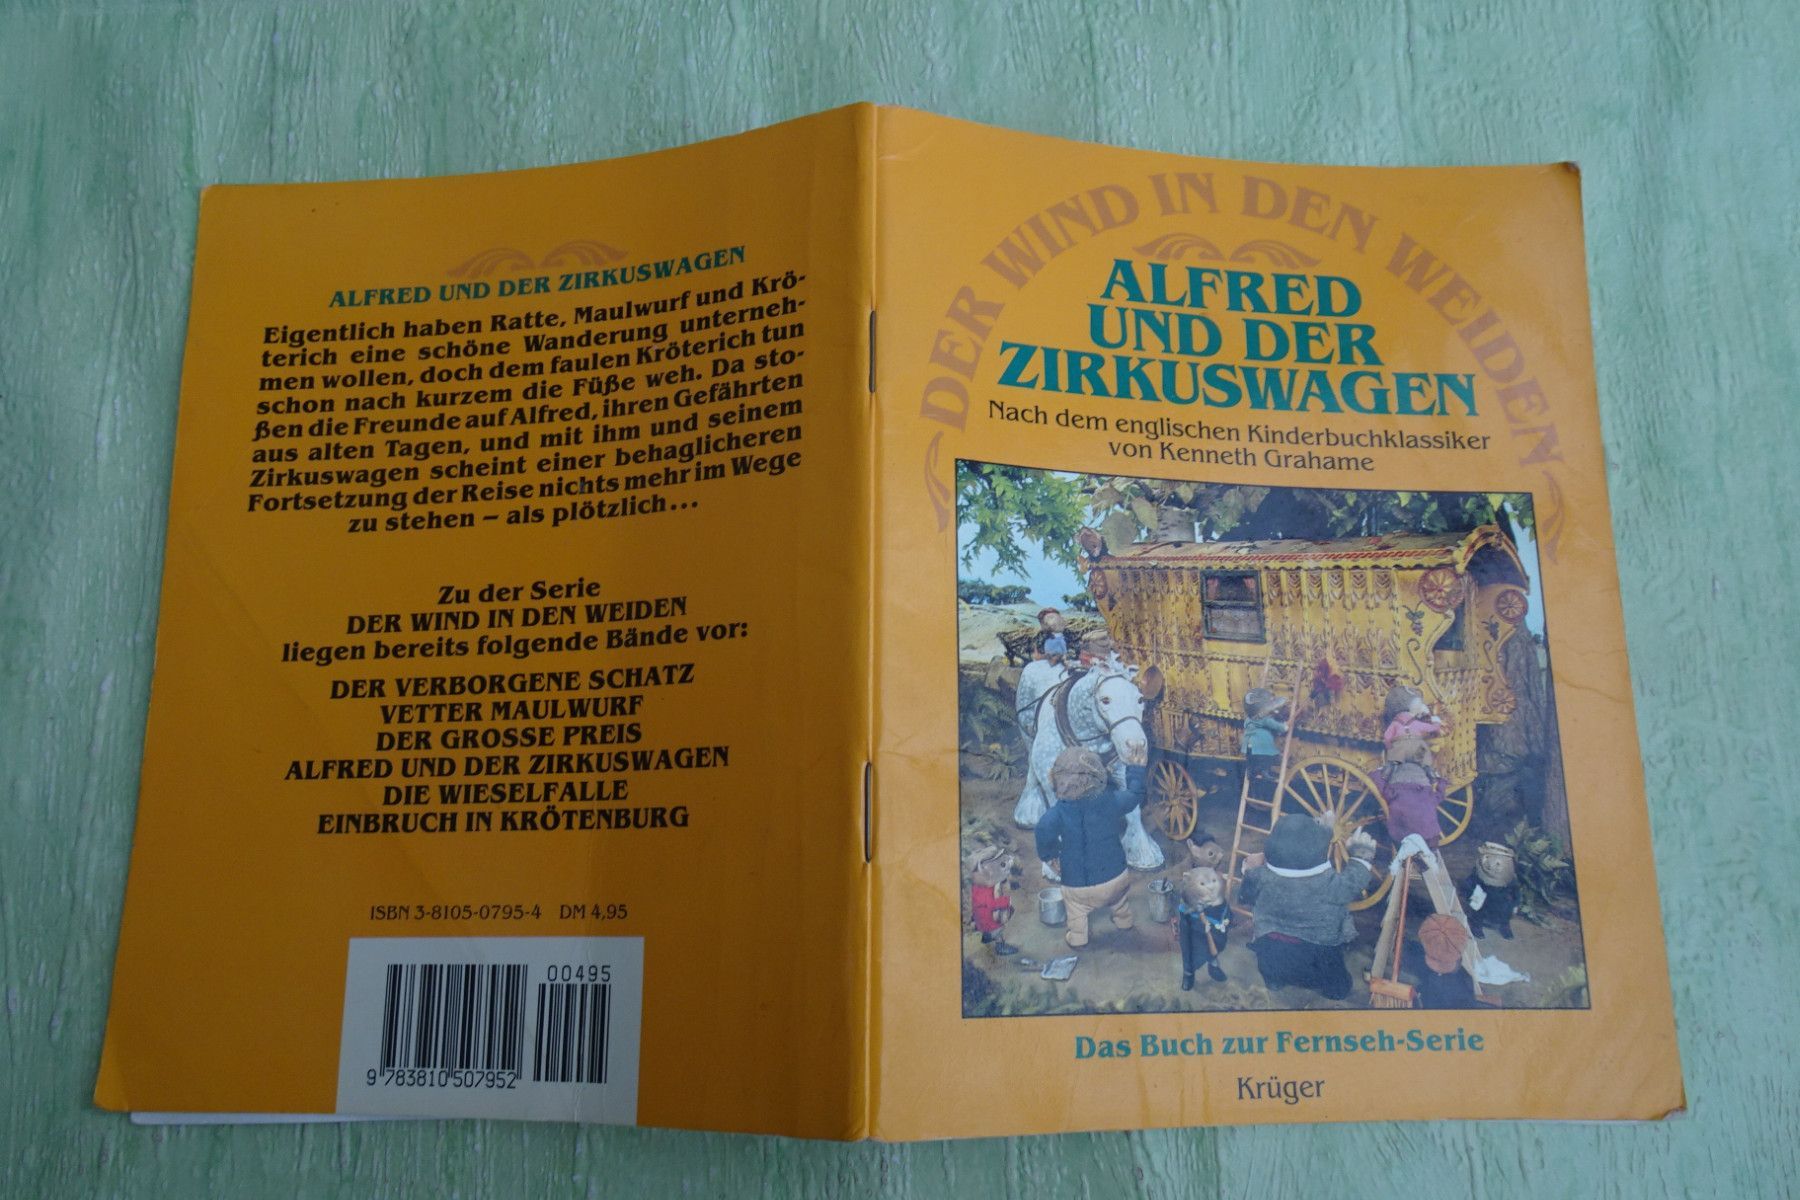 ALFRED UND DER ZIRKUSWAGEN
Eigentlich haben Ratte, Maulwurf und Krö-
terich eine schöne Wanderung unterneh-
men wollen, doch dem faulen Kröterich tun
schon nach kurzem die Füße weh. Da sto-
ßen die Freunde auf Alfred, ihren Gefährten
aus alten Tagen, und mit ihm und seinem
Zirkuswagen scheint einer behaglicheren
Fortsetzung der Reise nichts mehr im Wege
zu stehen – als plötzlich...
Zu der Serie
DER WIND IN DEN WEIDEN
liegen bereits folgende Bände vor:
DER VERBORGENE SCHATZ
VETTER MAULWURF
DER GROSSE PREIS
ALFRED UND DER ZIRKUSWAGEN
DIE WIESELFALLE
EINBRUCH IN KRÖTENBURG
ISBN 3-8105-0795-4 DM 4,95
00495
9 783810 507952
DER WIND IN DEN WEIDEN
ALFRED
UND DER
ZIRKUSWAGEN
Nach dem englischen Kinderbuchklassiker
von Kenneth Grahame
Das Buch zur Fernseh-Serie
Krüger